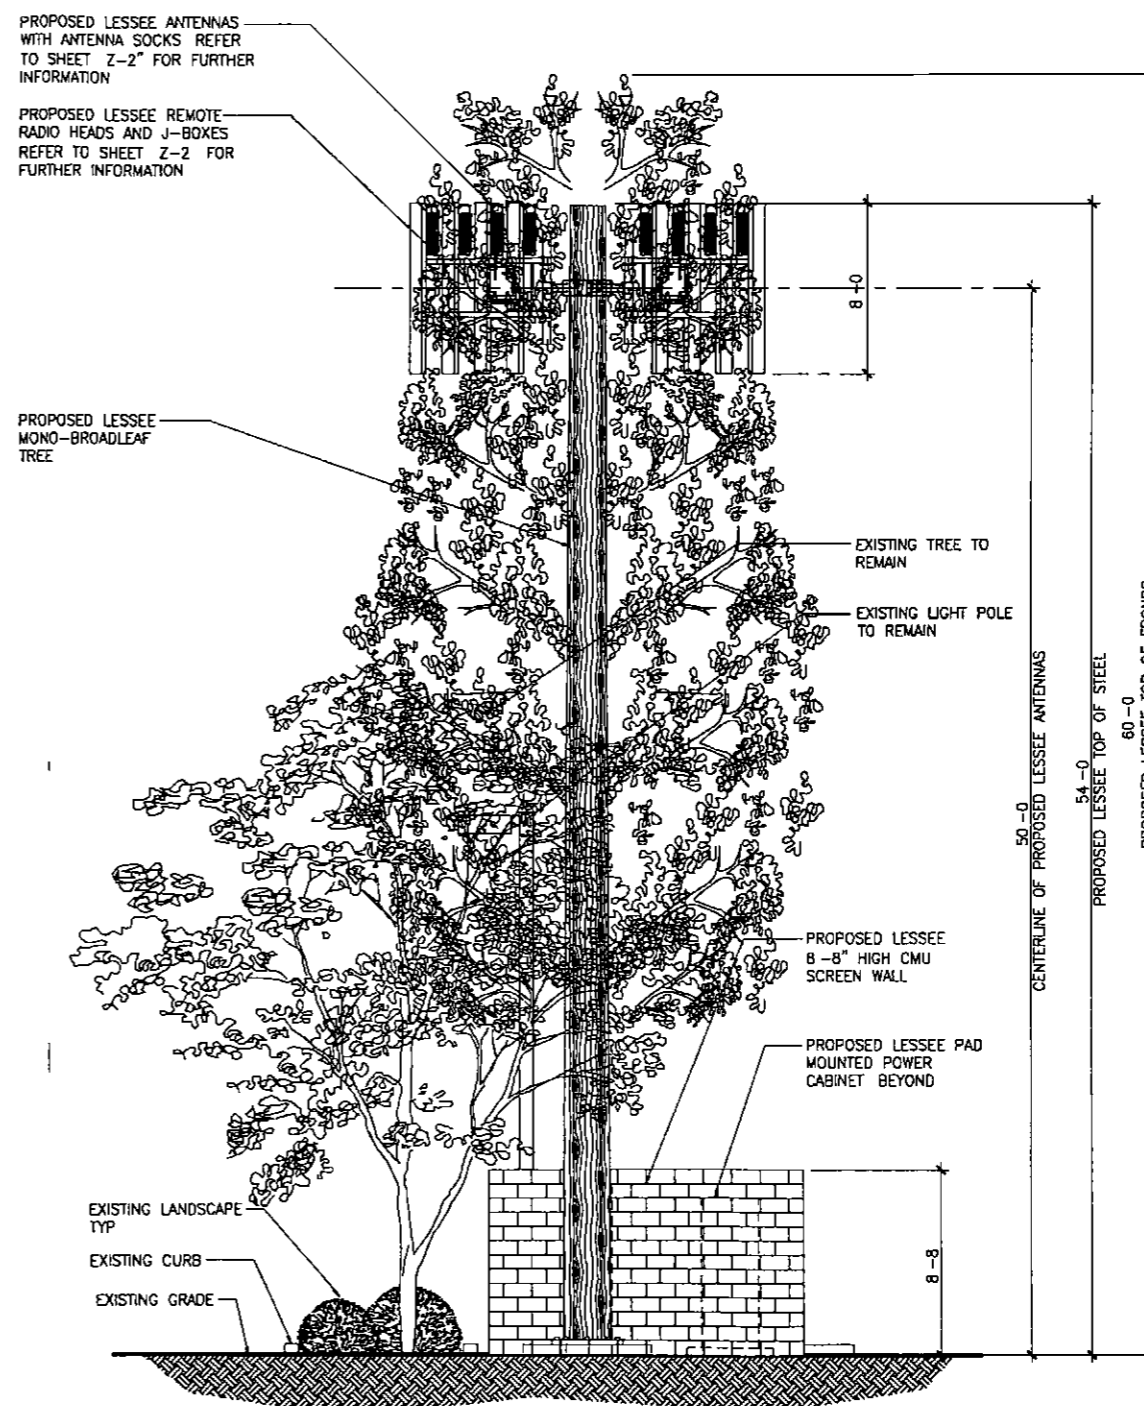 PROPOSED LESSEE ANTENNAS
WITH ANTENNA SOCKS REFER
TO SHEET Z-2" FOR FURTHER
INFORMATION
PROPOSED LESSEE REMOTE
RADIO HEADS AND J-BOXES
REFER TO SHEET Z-2 FOR
FURTHER INFORMATION
8-0
PROPOSED LESSEE
MONO-BROADLEAF
TREE
EXISTING TREE TO
REMAIN
EXISTING LIGHT POLE
TO REMAIN
50-0
CENTERLINE OF PROPOSED LESSEE ANTENNAS
54-0
PROPOSED LESSEE TOP OF STEEL
60-0
PROPOSED LESSEE
8-8" HIGH CMU
SCREEN WALL
PROPOSED LESSEE PAD
MOUNTED POWER
CABINET BEYOND
8-8
EXISTING LANDSCAPE
TYP
EXISTING CURB
EXISTING GRADE